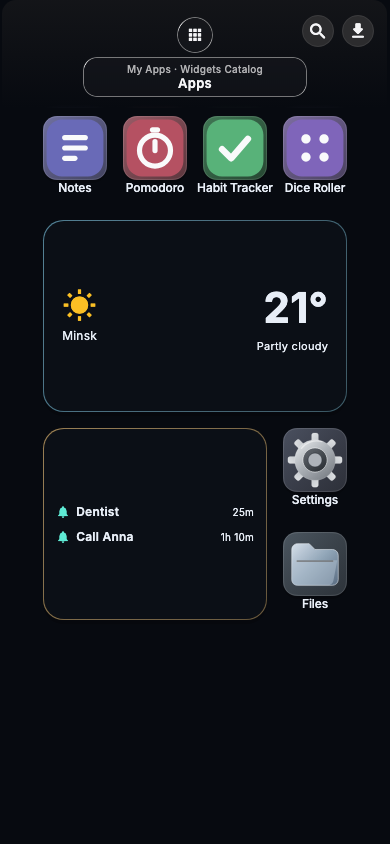 My Apps · Widgets Catalog
Apps
Notes
Pomodoro
Habit Tracker
Dice Roller
21°
Minsk
Partly cloudy
Dentist 25m
Call Anna 1h 10m
Settings
Files